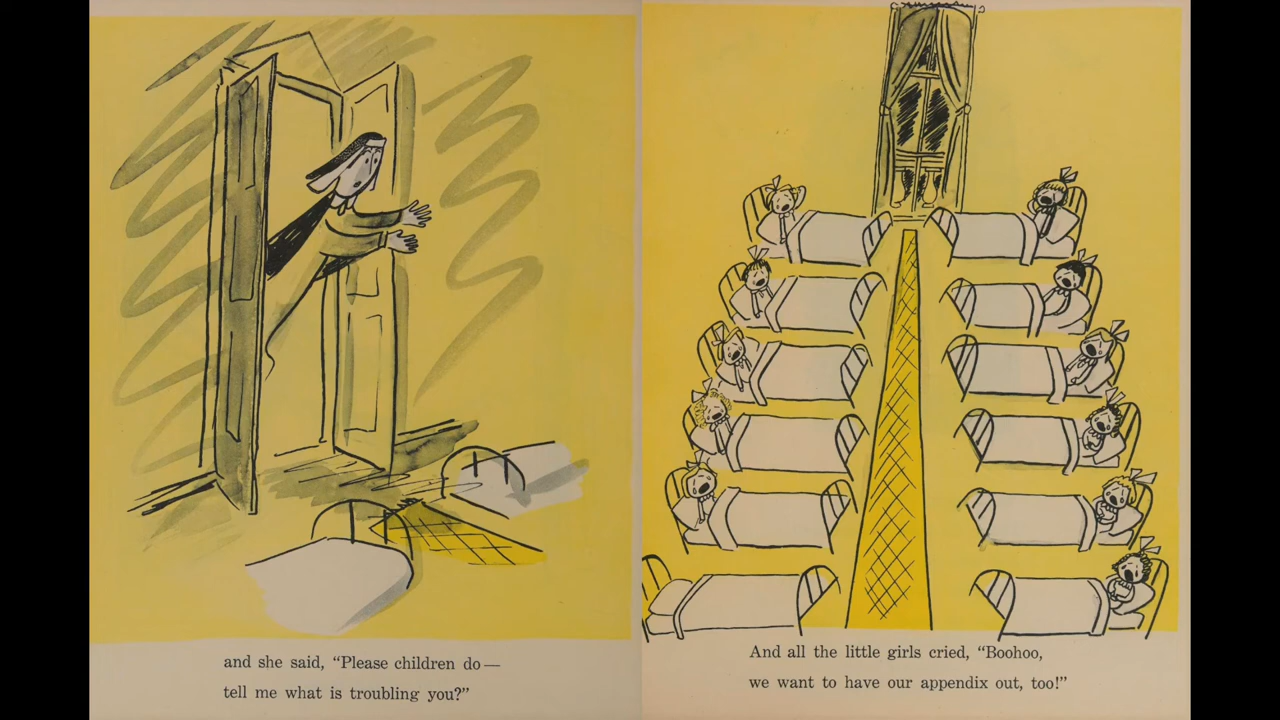 and she said, “Please children do—
tell me what is troubling you?”
And all the little girls cried, “Boohoo,
we want to have our appendix out, too!”